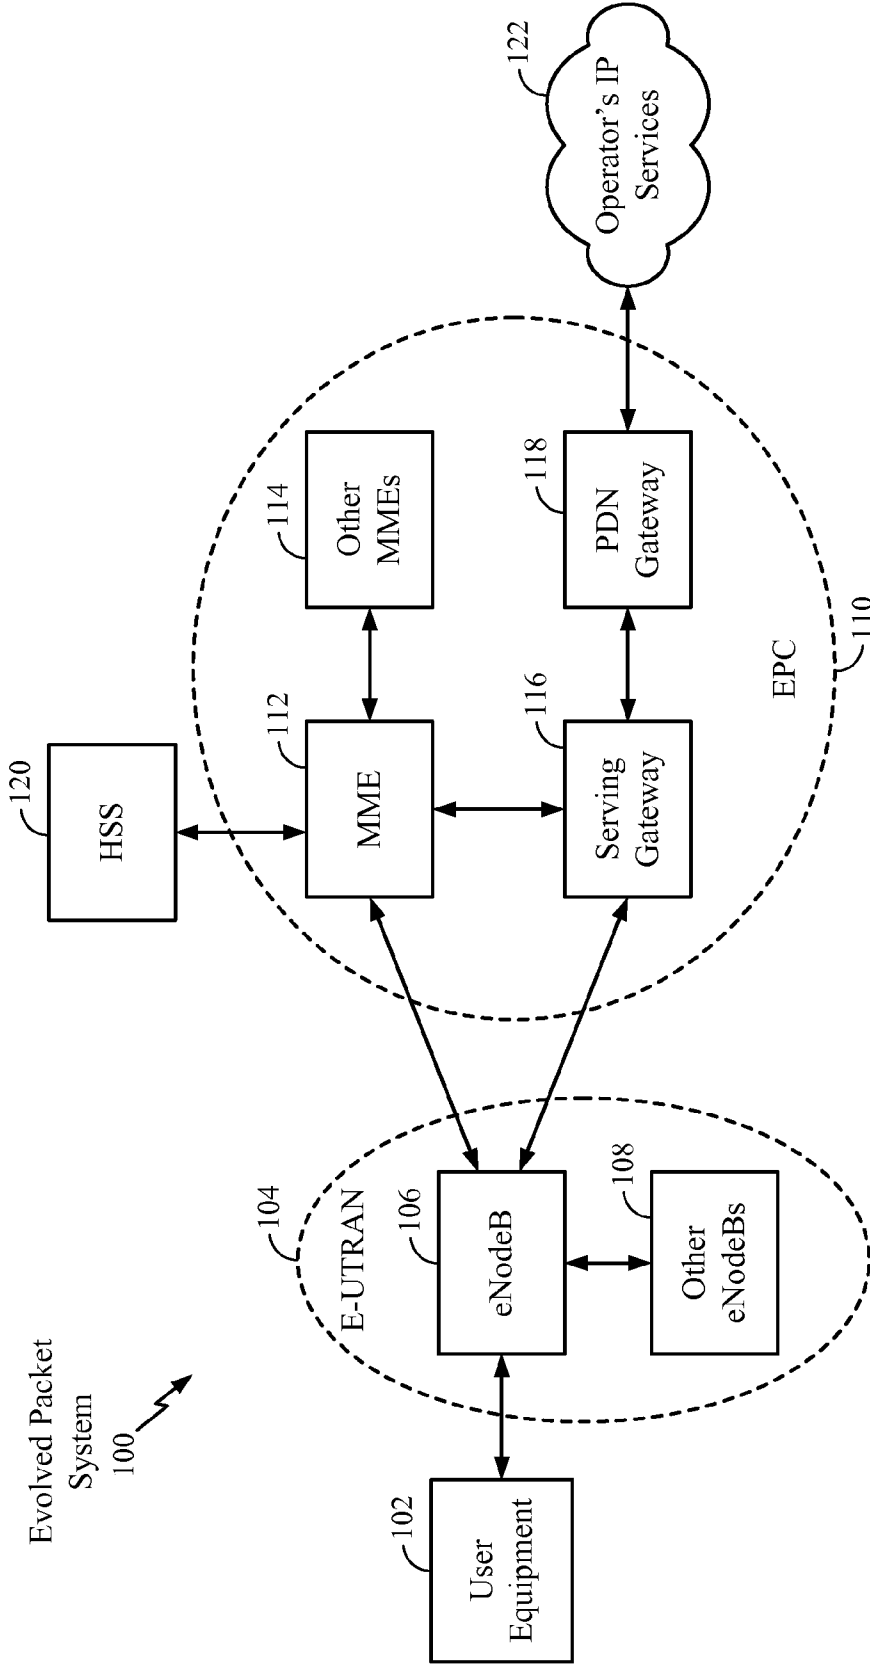 Evolved Packet
System
100
102
User
Equipment
104
E-UTRAN
106
eNodeB
108
Other
eNodeBs
120
HSS
112
MME
114
Other
MMEs
116
Serving
Gateway
118
PDN
Gateway
EPC
110
122
Operator's IP
Services